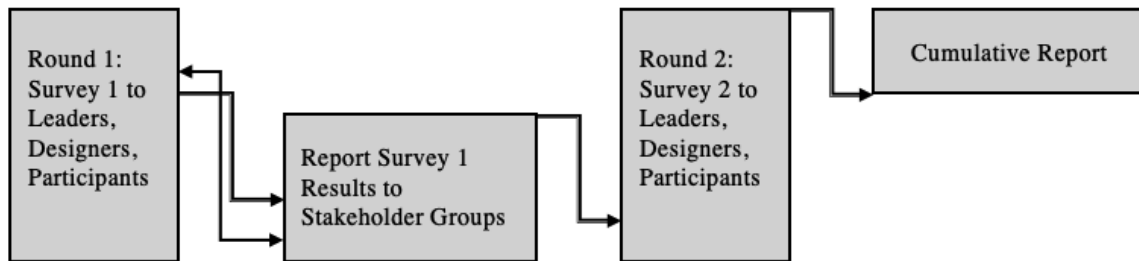 Round 1:
Survey 1 to
Leaders,
Designers,
Participants
Report Survey 1
Results to
Stakeholder Groups
Round 2:
Survey 2 to
Leaders,
Designers,
Participants
Cumulative Report